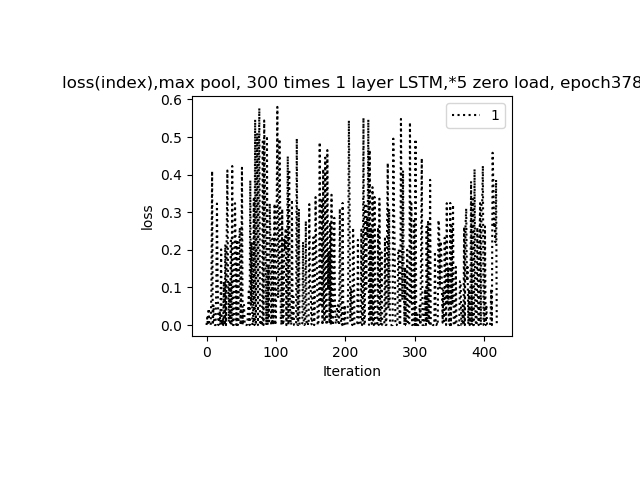 loss(index),max pool, 300 times 1 layer LSTM,*5 zero load, epoch378
1
0.6
0.5
0.4
0.3
0.2
0.1
0.0
loss
0 100 200 300 400
Iteration